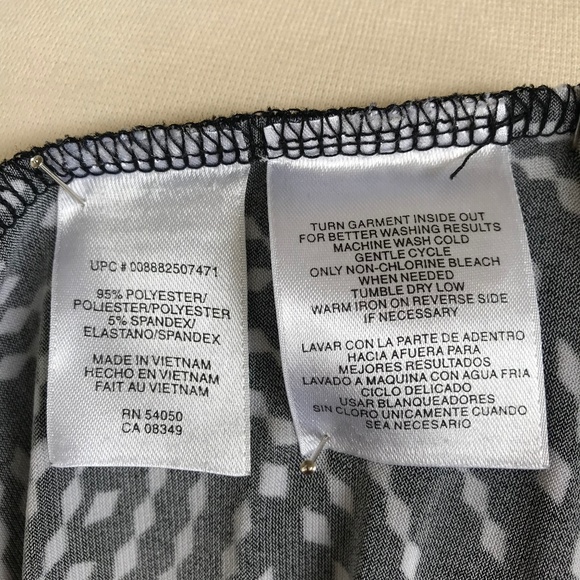 UPC # 008882507471
95% POLYESTER/
POLIESTER/POLYESTER
5% SPANDEX/
ELASTANO/SPANDEX
MADE IN VIETNAM
HECHO EN VIETNAM
FAIT AU VIETNAM
RN 54050
CA 08349
TURN GARMENT INSIDE OUT
FOR BETTER WASHING RESULTS
MACHINE WASH COLD
GENTLE CYCLE
ONLY NON-CHLORINE BLEACH
WHEN NEEDED
TUMBLE DRY LOW
WARM IRON ON REVERSE SIDE
IF NECESSARY
LAVAR CON LA PARTE DE ADENTRO
HACIA AFUERA PARA
MEJORES RESULTADOS
LAVADO A MAQUINA CON AGUA FRIA
CICLO DELICADO
USAR BLANQUEADORES
SIN CLORO UNICAMENTE CUANDO
SEA NECESARIO